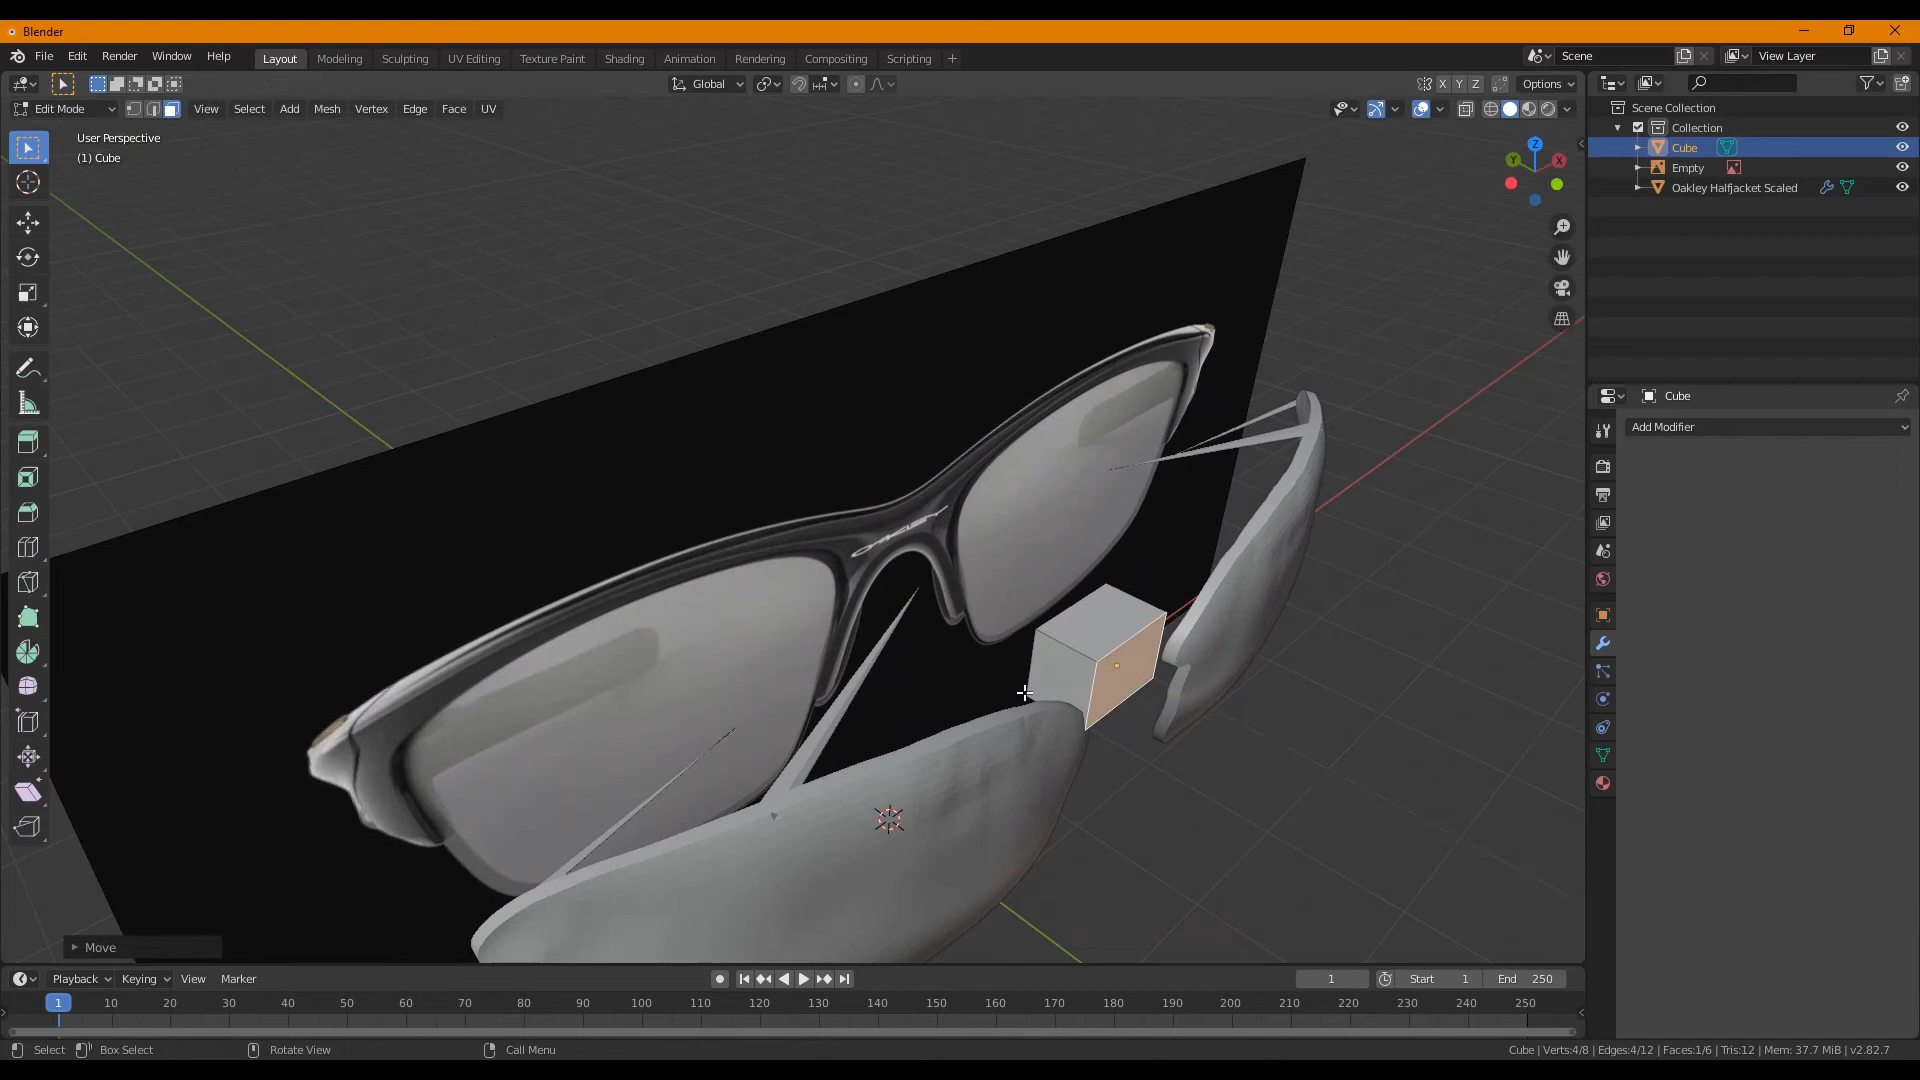 Blender
File Edit Render Window Help
Layout Modeling Sculpting UV Editing Texture Paint Shading Animation Rendering Compositing Scripting +
Scene
View Layer
Global
X Y Z
Options
Edit Mode
View Select Add Mesh Vertex Edge Face UV
User Perspective
(1) Cube
Z
Y
X
Scene Collection
Collection
Cube
Empty
Oakley Halfjacket Scaled
Cube
Add Modifier
OAKLEY
Move
Playback Keying View Marker
1
Start 1
End 250
1 10 20 30 40 50 60 70 80 90 100 110 120 130 140 150 160 170 180 190 200 210 220 230 240 250
Select Box Select Rotate View Call Menu
Cube | Verts:4/8 | Edges:4/12 | Faces:1/6 | Tris:12 | Mem: 37.7 MiB | v2.82.7